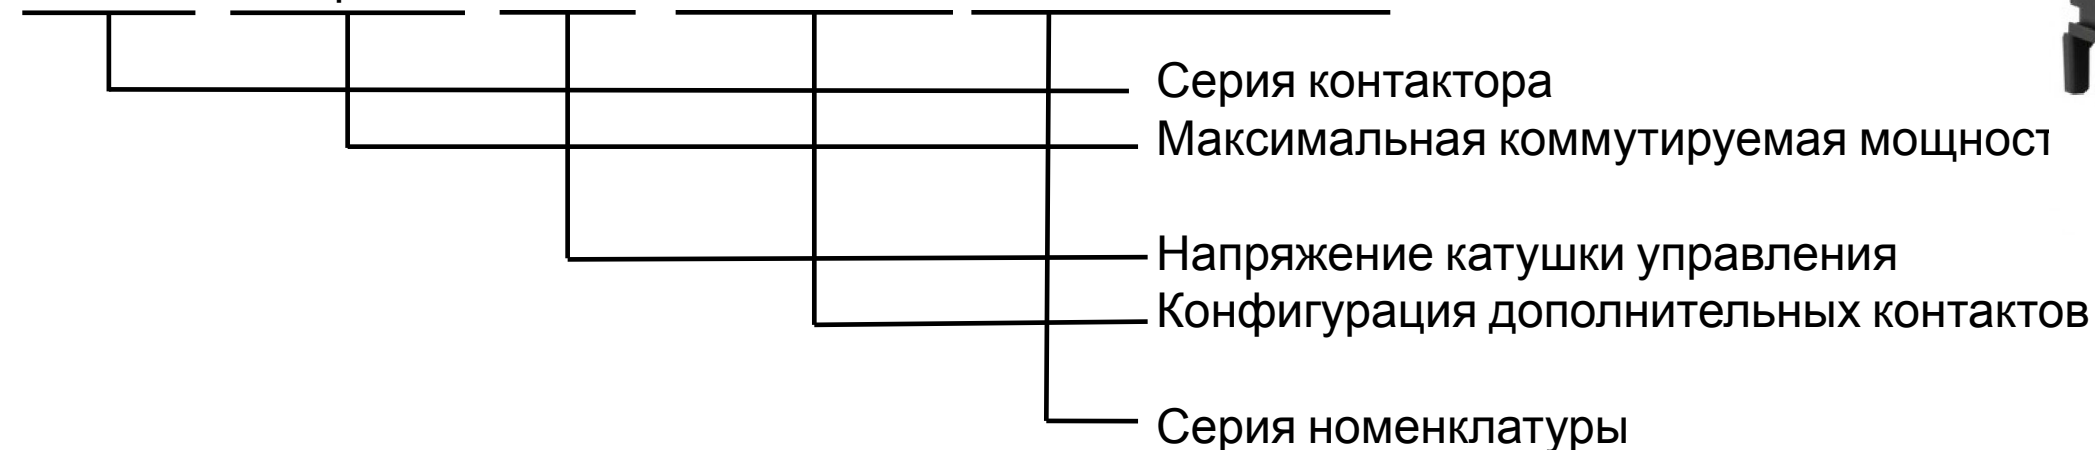 Серия контактора
Максимальная коммутируемая мощност
Напряжение катушки управления
Конфигурация дополнительных контактов
Серия номенклатуры